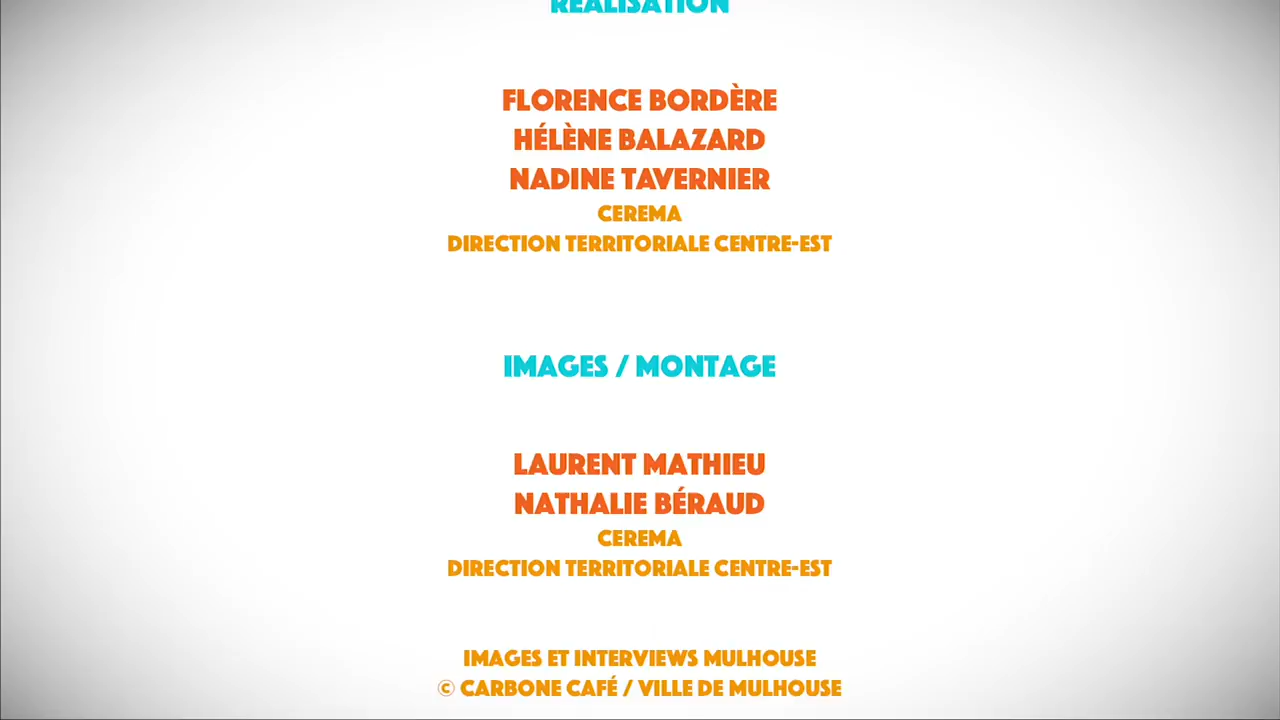 RÉALISATION
FLORENCE BORDÈRE
HÉLÈNE BALAZARD
NADINE TAVERNIER
CEREMA
DIRECTION TERRITORIALE CENTRE-EST
IMAGES / MONTAGE
LAURENT MATHIEU
NATHALIE BÉRAUD
CEREMA
DIRECTION TERRITORIALE CENTRE-EST
IMAGES ET INTERVIEWS MULHOUSE
© CARBONE CAFÉ / VILLE DE MULHOUSE